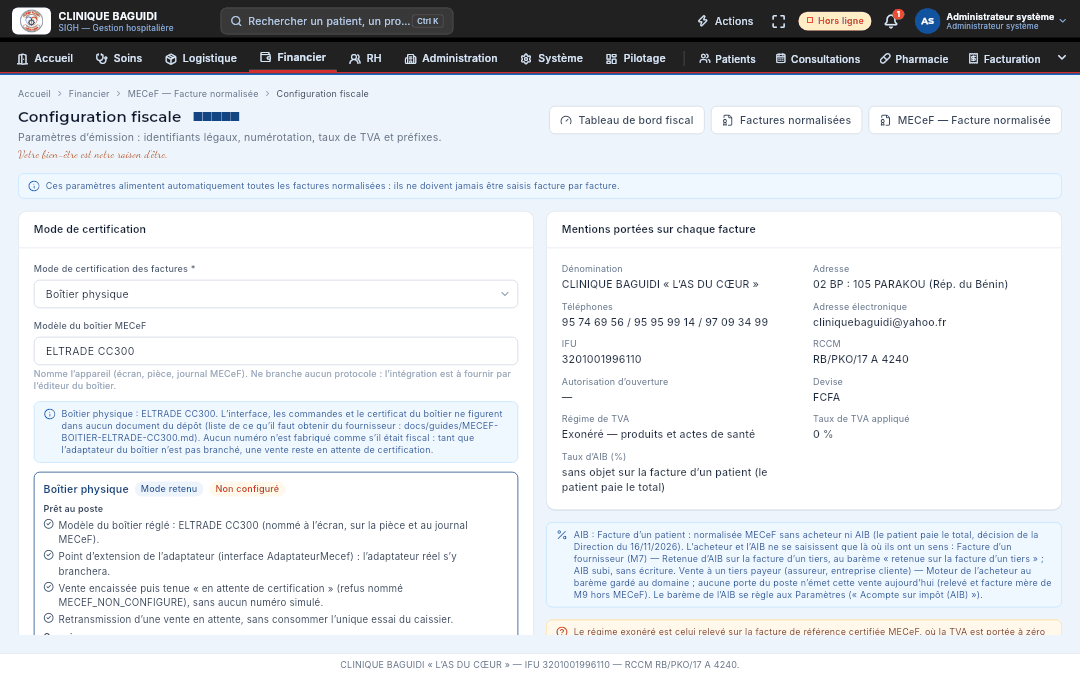 CLINIQUE BAGUIDI
SIGH — Gestion hospitalière
Rechercher un patient, un pro... Ctrl K
Actions
Hors ligne
1
AS
Administrateur système
Administrateur système
Accueil
Soins
Logistique
Financier
RH
Administration
Système
Pilotage
Patients
Consultations
Pharmacie
Facturation
Accueil > Financier > MECeF — Facture normalisée > Configuration fiscale
Configuration fiscale
Paramètres d'émission : identifiants légaux, numérotation, taux de TVA et préfixes.
Votre bien-être est notre raison d'être.
Tableau de bord fiscal
Factures normalisées
MECeF — Facture normalisée
Ces paramètres alimentent automatiquement toutes les factures normalisées : ils ne doivent jamais être saisis facture par facture.
Mode de certification
Mode de certification des factures *
Boîtier physique
Modèle du boîtier MECeF
ELTRADE CC300
Nomme l'appareil (écran, pièce, journal MECeF). Ne branche aucun protocole : l'intégration est à fournir par
l'éditeur du boîtier.
Boîtier physique : ELTRADE CC300. L'interface, les commandes et le certificat du boîtier ne figurent
dans aucun document du dépôt (liste de ce qu'il faut obtenir du fournisseur : docs/guides/MECEF-
BOITIER-ELTRADE-CC300.md). Aucun numéro n'est fabriqué comme s'il était fiscal : tant que
l'adaptateur du boîtier n'est pas branché, une vente reste en attente de certification.
Boîtier physique Mode retenu Non configuré
Prêt au poste
Modèle du boîtier réglé : ELTRADE CC300 (nommé à l'écran, sur la pièce et au journal
MECeF).
Point d'extension de l'adaptateur (interface AdaptateurMecef) : l'adaptateur réel s'y
branchera.
Vente encaissée puis tenue « en attente de certification » (refus nommé
MECEF_NON_CONFIGURE), sans aucun numéro simulé.
Retransmission d'une vente en attente, sans consommer l'unique essai du caissier.
Mentions portées sur chaque facture
Dénomination
CLINIQUE BAGUIDI « L'AS DU CŒUR »
Adresse
02 BP : 105 PARAKOU (Rép. du Bénin)
Téléphones
95 74 69 56 / 95 95 99 14 / 97 09 34 99
Adresse électronique
cliniquebaguidi@yahoo.fr
IFU
3201001996110
RCCM
RB/PKO/17 A 4240
Autorisation d'ouverture
—
Devise
FCFA
Régime de TVA
Exonéré — produits et actes de santé
Taux de TVA appliqué
0 %
Taux d'AIB (%)
sans objet sur la facture d'un patient (le
patient paie le total)
AIB : Facture d'un patient : normalisée MECeF sans acheteur ni AIB (le patient paie le total, décision de la
Direction du 16/11/2026). L'acheteur et l'AIB ne se saisissent que là où ils ont un sens : Facture d'un
fournisseur (M7) — Retenue d'AIB sur la facture d'un tiers, au barème « retenue sur la facture d'un tiers » ;
AIB subi, sans écriture. Vente à un tiers payeur (assureur, entreprise cliente) — Moteur de l'acheteur au
barème gardé au domaine ; aucune porte du poste n'émet cette vente aujourd'hui (relevé et facture mère de
M9 hors MECeF). Le barème de l'AIB se règle aux Paramètres (« Acompte sur impôt (AIB) »).
Le régime exonéré est celui relevé sur la facture de référence certifiée MECeF, où la TVA est portée à zéro
CLINIQUE BAGUIDI « L'AS DU CŒUR » — IFU 3201001996110 — RCCM RB/PKO/17 A 4240.